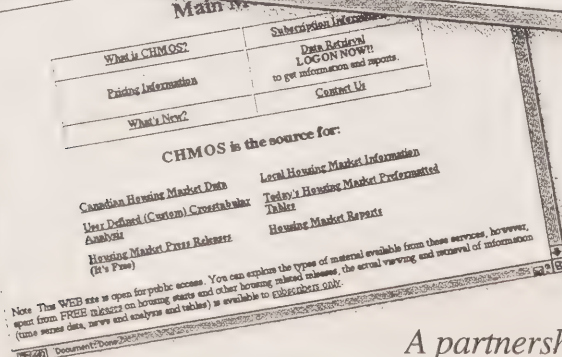 Main
Subscription
What is CHMOS?
Data Retrieval
LOGON NOW!!
to get information and reports.
Pricing Information
Contact Us
What's New?
CHMOS is the source for:
Canadian Housing Market Data
Local Housing Market Information
User Defined (Custom) Crosstabular
Analysis
Today's Housing Market Preformatted
Tables
Housing Market Press Releases
(It's Free)
Housing Market Reports
Note This WEB site is open for public access. You can explore the types of material available from these services, however,
apart from FREE releases on housing starts and other housing related releases, the actual viewing and retrieval of information
(time series data, news and analysis and tables) is available to subscribers only.
Document: Done
A partnersh